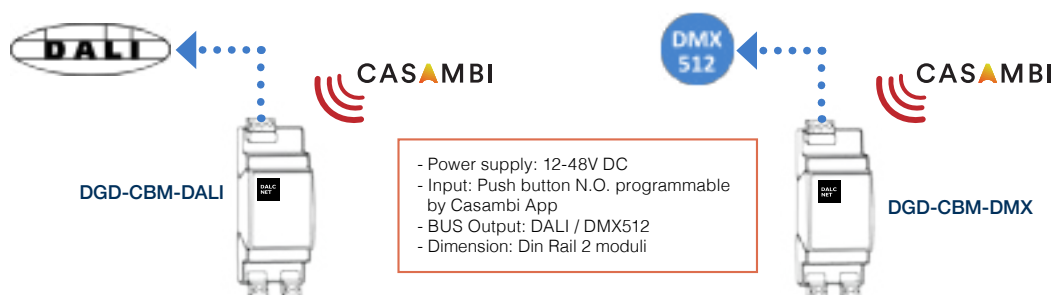 DALI
CASAMBI
DMX
512
CASAMBI
DGD-CBM-DALI
DALC
NET
- Power supply: 12-48V DC
- Input: Push button N.O. programmable
by Casambi App
- BUS Output: DALI / DMX512
- Dimension: Din Rail 2 moduli
DALC
NET
DGD-CBM-DMX